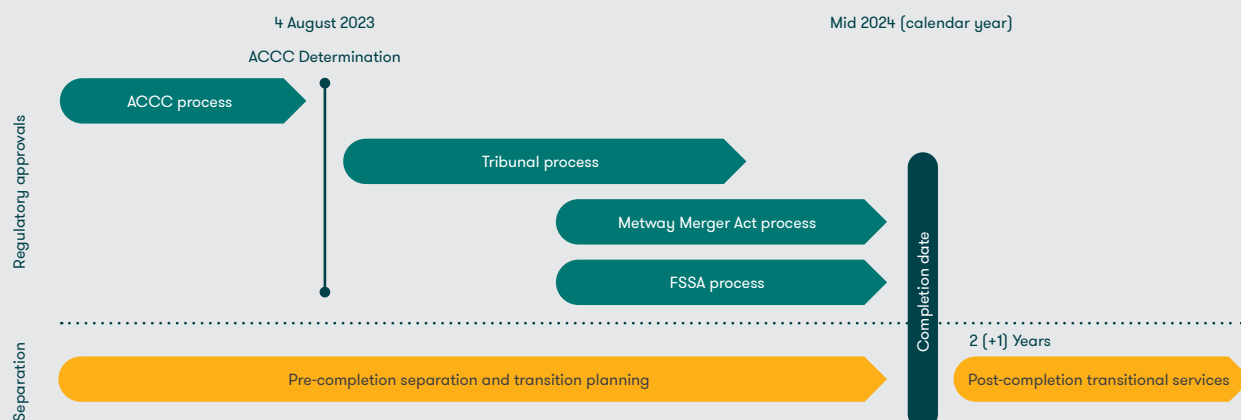 4 August 2023
Mid 2024 (calendar year)
ACCC Determination
Regulatory approvals
ACCC process
Tribunal process
Metway Merger Act process
FSSA process
Completion date
Separation
2 (+1) Years
Pre-completion separation and transition planning
Post-completion transitional services